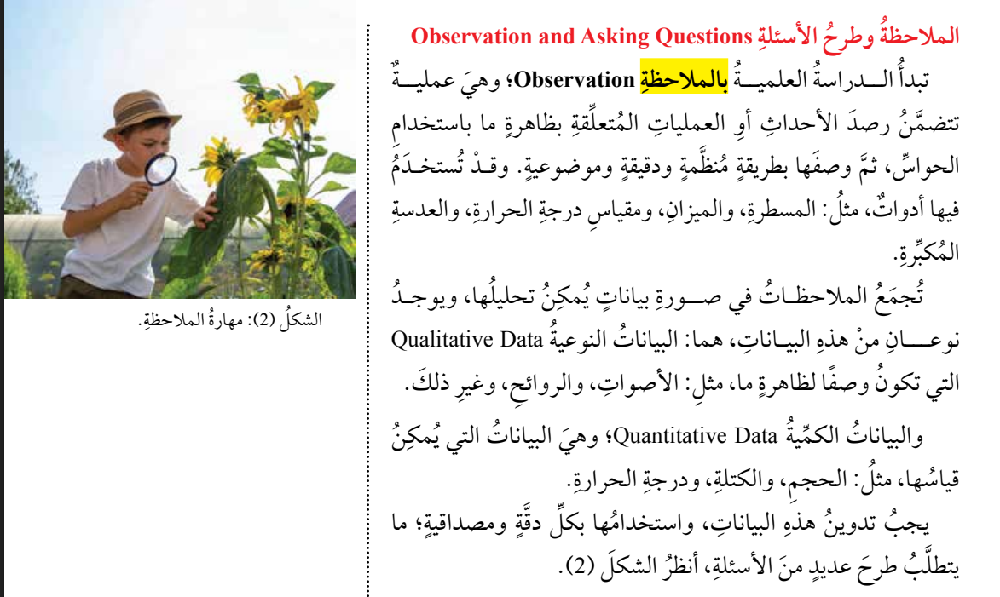 الملاحظةُ وطرحُ الأسئلةِ Observation and Asking Questions
تبدأُ الدراسةُ العلميةُ بالملاحظةِ Observation؛ وهيَ عمليةٌ
تتضمَّنُ رصدَ الأحداثِ أوِ العملياتِ المُتعلِّقةِ بظاهرةٍ ما باستخدامِ
الحواسِّ، ثمَّ وصفَها بطريقةٍ مُنظَّمةٍ ودقيقةٍ وموضوعيةٍ. وقدْ تُستخدَمُ
فيها أدواتٌ، مثلُ: المسطرةِ، والميزانِ، ومقياسِ درجةِ الحرارةِ، والعدسةِ
المُكبِّرةِ.
تُجمَعُ الملاحظاتُ في صورةِ بياناتٍ يُمكِنُ تحليلُها، ويوجدُ
نوعانِ منْ هذهِ البياناتِ، هما: البياناتُ النوعيةُ Qualitative Data
التي تكونُ وصفًا لظاهرةٍ ما، مثلِ: الأصواتِ، والروائحِ، وغيرِ ذلكَ.
والبياناتُ الكمِّيةُ Quantitative Data؛ وهيَ البياناتُ التي يُمكِنُ
قياسُها، مثلُ: الحجمِ، والكتلةِ، ودرجةِ الحرارةِ.
يجبُ تدوينُ هذهِ البياناتِ، واستخدامُها بكلِّ دقَّةٍ ومصداقيةٍ؛ ما
يتطلَّبُ طرحَ عديدٍ منَ الأسئلةِ، أنظرُ الشكلَ (2).
الشكلُ (2): مهارةُ الملاحظةِ.